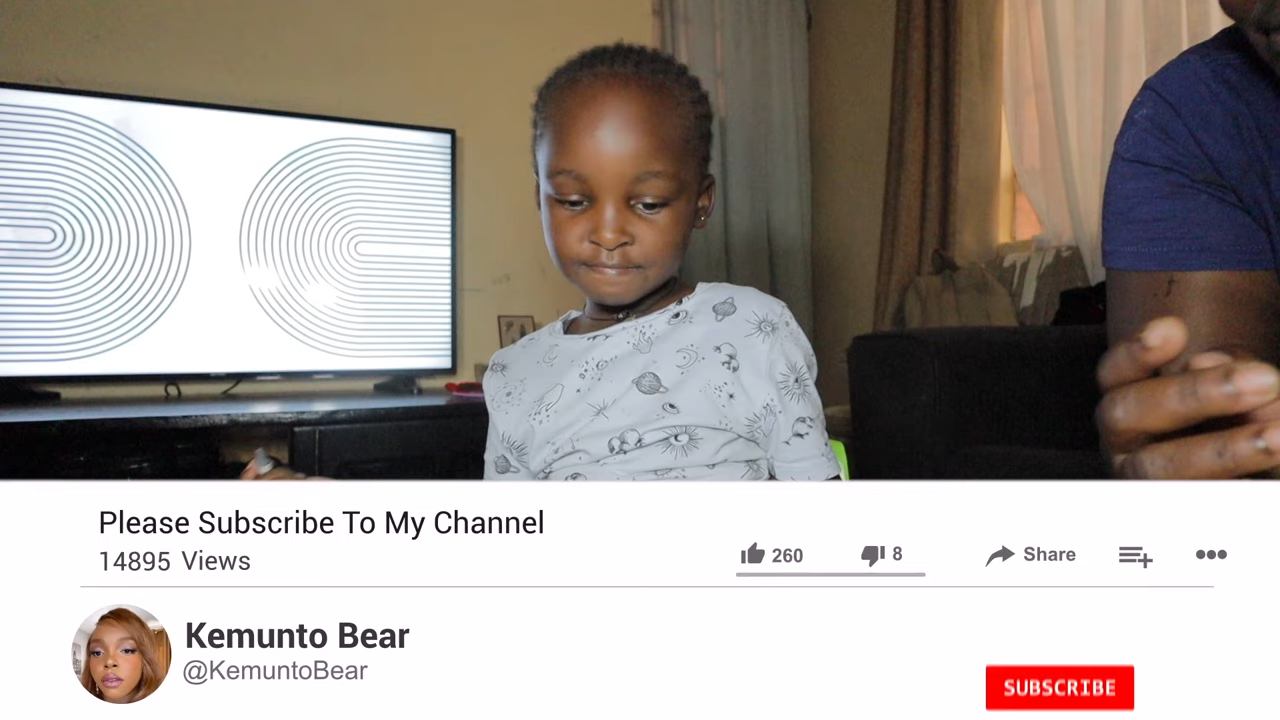 Please Subscribe To My Channel
14895 Views
260
8
Share
Kemunto Bear
@KemuntoBear
SUBSCRIBE